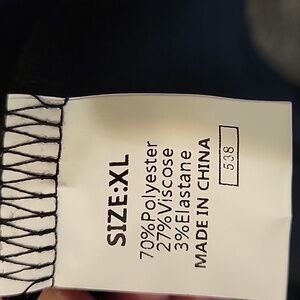 SIZE:XL
70%Polyester
27%Viscose
3%Elastane
MADE IN CHINA
538